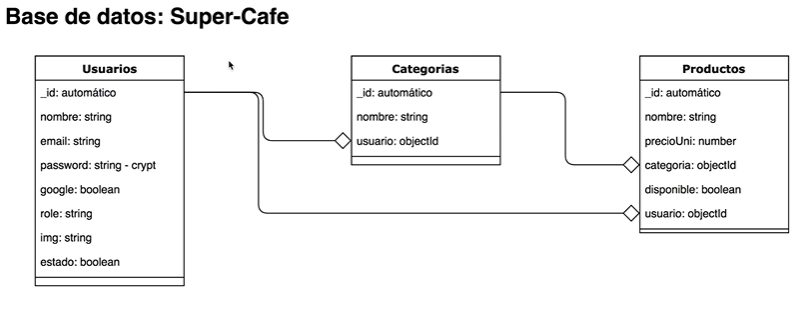 Base de datos: Super-Cafe
Usuarios
_id: automático
nombre: string
email: string
password: string - crypt
google: boolean
role: string
img: string
estado: boolean
Categorias
_id: automático
nombre: string
usuario: objectId
Productos
_id: automático
nombre: string
precioUni: number
categoria: objectId
disponible: boolean
usuario: objectId